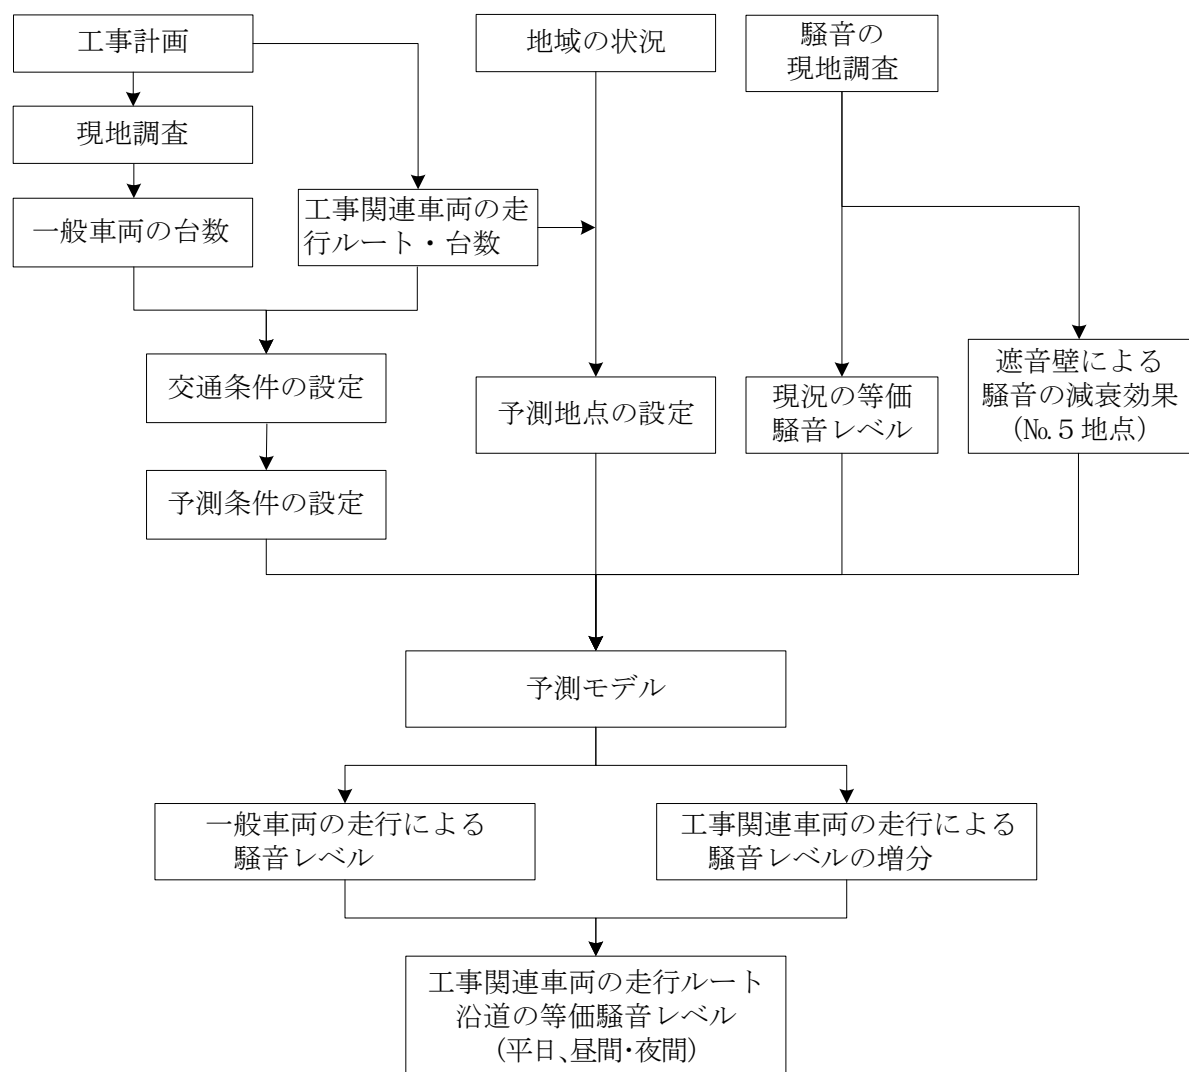 工事計画
地域の状況
騒音の
現地調査
現地調査
一般車両の台数
工事関連車両の走
行ルート・台数
交通条件の設定
予測地点の設定
現況の等価
騒音レベル
遮音壁による
騒音の減衰効果
(№５地点)
予測条件の設定
予測モデル
一般車両の走行による
騒音レベル
工事関連車両の走行による
騒音レベルの増分
工事関連車両の走行ルート
沿道の等価騒音レベル
(平日、昼間・夜間)